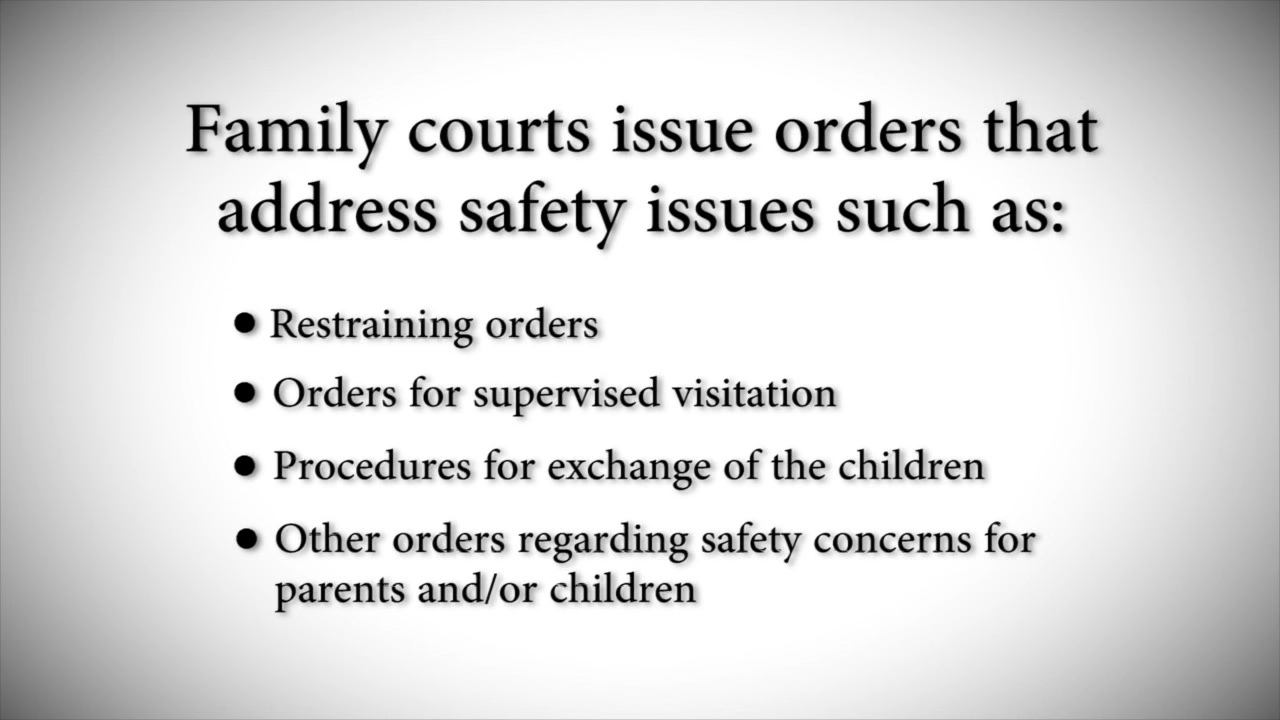 Family courts issue orders that
address safety issues such as:
• Restraining orders
• Orders for supervised visitation
• Procedures for exchange of the children
• Other orders regarding safety concerns for
parents and/or children